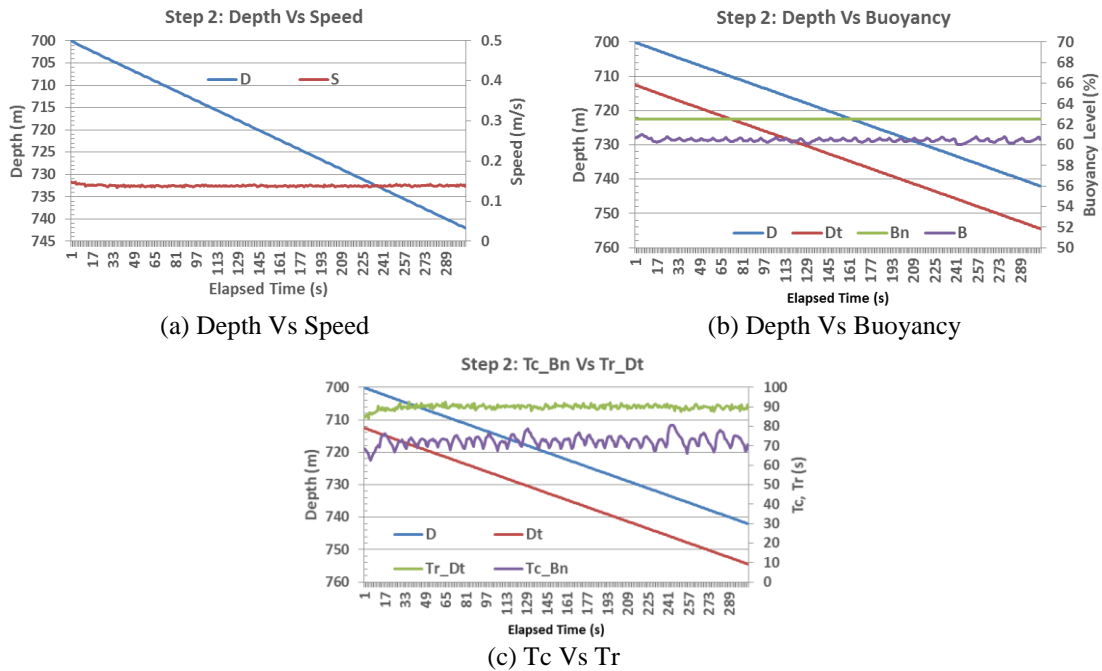 Step 2: Depth Vs Speed
700
705
710
715
720
725
730
735
740
745
Depth (m)
D
S
0.5
0.4
0.3
0.2
0.1
0
Speed (m/s)
1 17 33 49 65 81 97 113 129 145 161 177 193 209 225 241 257 273 289
Elapsed Time (s)
(a) Depth Vs Speed
Step 2: Depth Vs Buoyancy
700
710
720
730
740
750
760
Depth (m)
70
68
66
64
62
60
58
56
54
52
50
Buoyancy Level (%)
D Dt Bn B
1 17 33 49 65 81 97 113 129 145 161 177 193 209 225 241 257 273 289
Elapsed Time (s)
(b) Depth Vs Buoyancy
Step 2: Tc_Bn Vs Tr_Dt
700
710
720
730
740
750
760
Depth (m)
100
90
80
70
60
50
40
30
20
10
0
Tc, Tr (s)
D Dt
Tr_Dt Tc_Bn
1 17 33 49 65 81 97 113 129 145 161 177 193 209 225 241 257 273 289
Elapsed Time (s)
(c) Tc Vs Tr